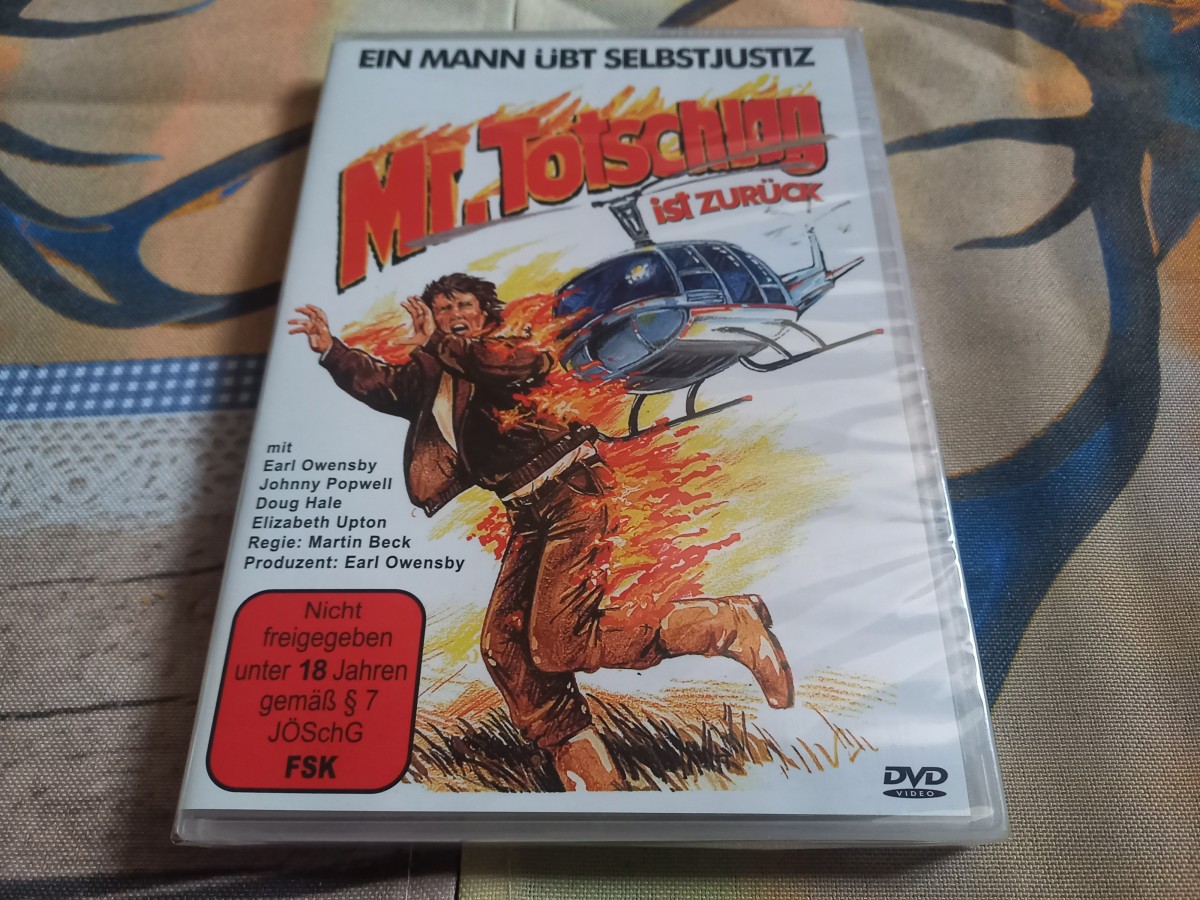 EIN MANN ÜBT SELBSTJUSTIZ
Mr. Totschlag
ist ZURÜCK
mit
Earl Owensby
Johnny Popwell
Doug Hale
Elizabeth Upton
Regie: Martin Beck
Produzent: Earl Owensby
Nicht
freigegeben
unter 18 Jahren
gemäß § 7
JÖSchG
FSK
DVD
VIDEO